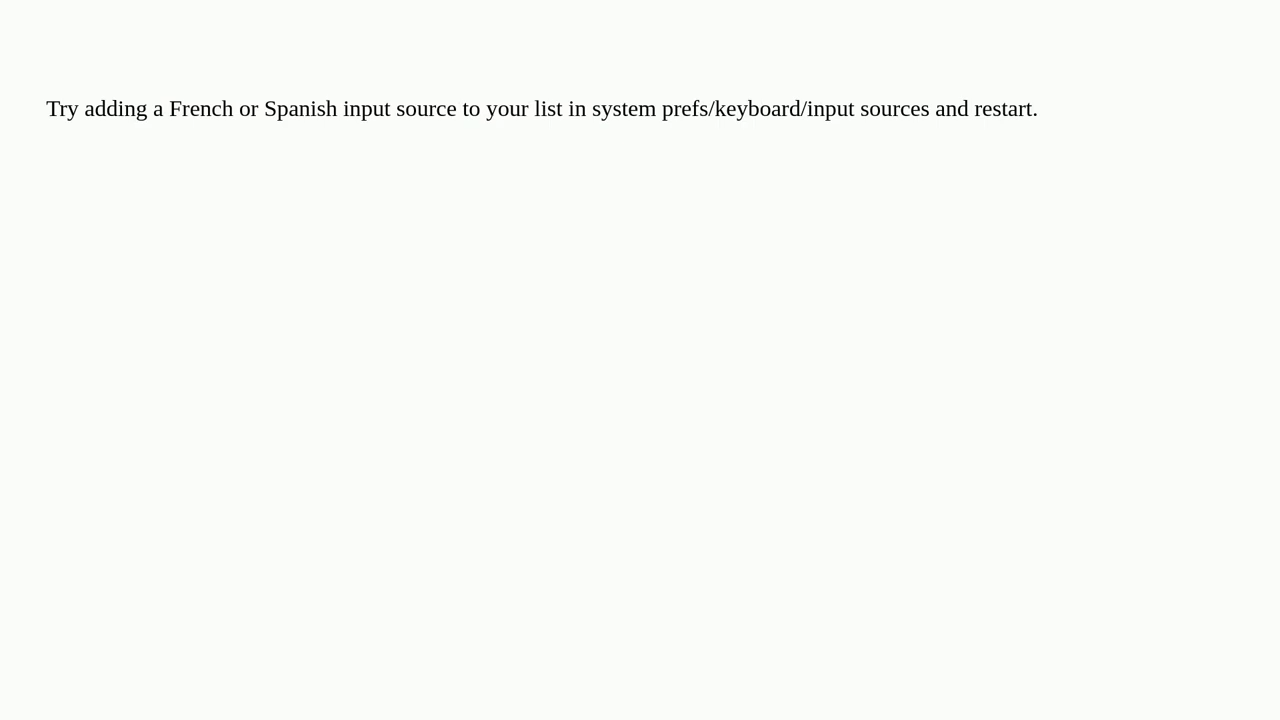 Try adding a French or Spanish input source to your list in system prefs/keyboard/input sources and restart.